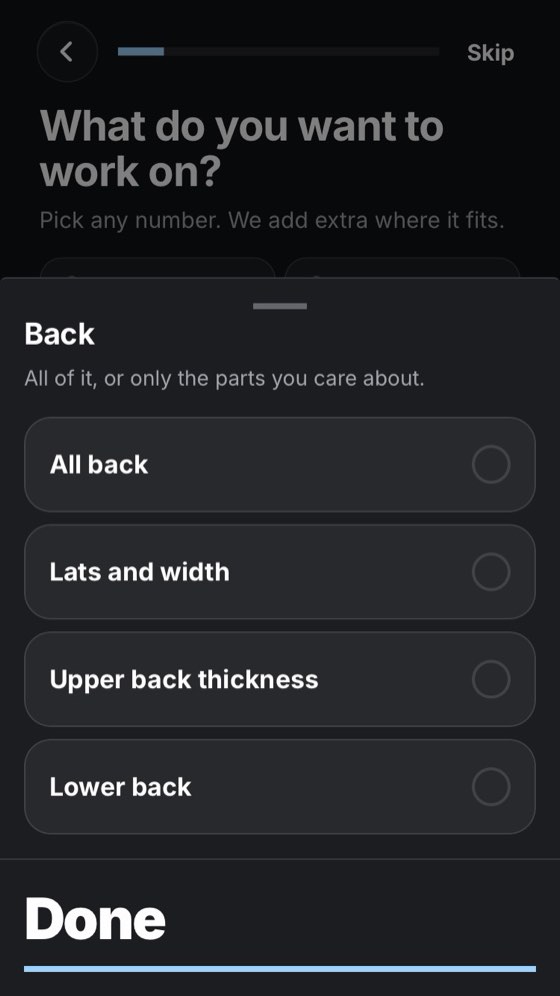 Skip
What do you want to
work on?
Pick any number. We add extra where it fits.
Back
All of it, or only the parts you care about.
All back
Lats and width
Upper back thickness
Lower back
Done